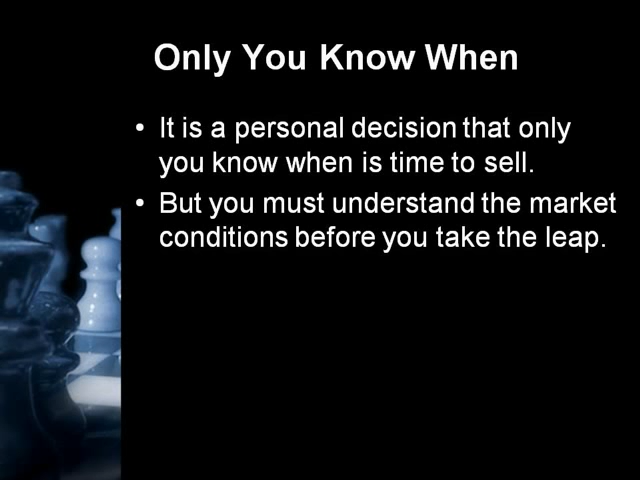 Only You Know When
• It is a personal decision that only
you know when is time to sell.
• But you must understand the market
conditions before you take the leap.